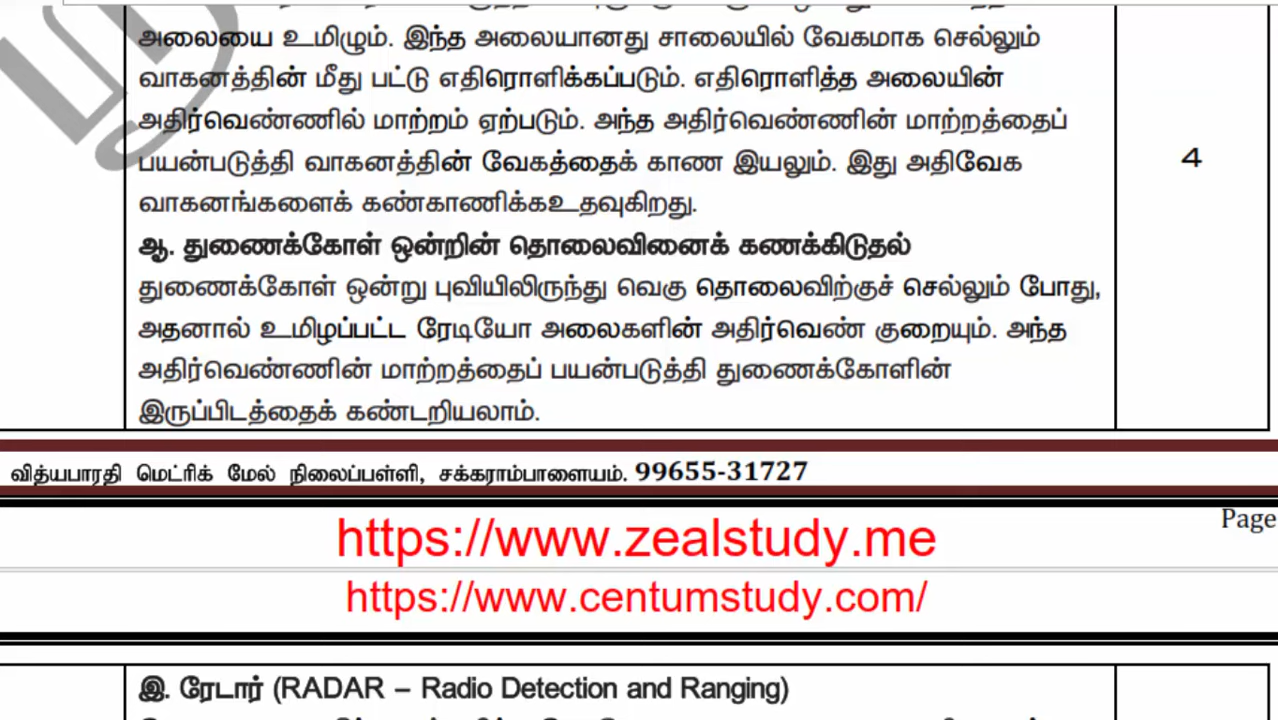 அலையை உமிழும். இந்த அலையானது சாலையில் வேகமாக செல்லும்
வாகனத்தின் மீது பட்டு எதிரொளிக்கப்படும். எதிரொளித்த அலையின்
அதிர்வெண்ணில் மாற்றம் ஏற்படும். அந்த அதிர்வெண்ணின் மாற்றத்தைப்
பயன்படுத்தி வாகனத்தின் வேகத்தைக் காண இயலும். இது அதிவேக
வாகனங்களைக் கண்காணிக்கஉதவுகிறது.
4
ஆ. துணைக்கோள் ஒன்றின் தொலைவினைக் கணக்கிடுதல்
துணைக்கோள் ஒன்று புவியிலிருந்து வெகு தொலைவிற்குச் செல்லும் போது,
அதனால் உமிழப்பட்ட ரேடியோ அலைகளின் அதிர்வெண் குறையும். அந்த
அதிர்வெண்ணின் மாற்றத்தைப் பயன்படுத்தி துணைக்கோளின்
இருப்பிடத்தைக் கண்டறியலாம்.
வித்யபாரதி மெட்ரிக் மேல் நிலைப்பள்ளி, சக்கராம்பாளையம். 99655-31727
Page
https://www.zealstudy.me
https://www.centumstudy.com/
இ. ரேடார் (RADAR – Radio Detection and Ranging)